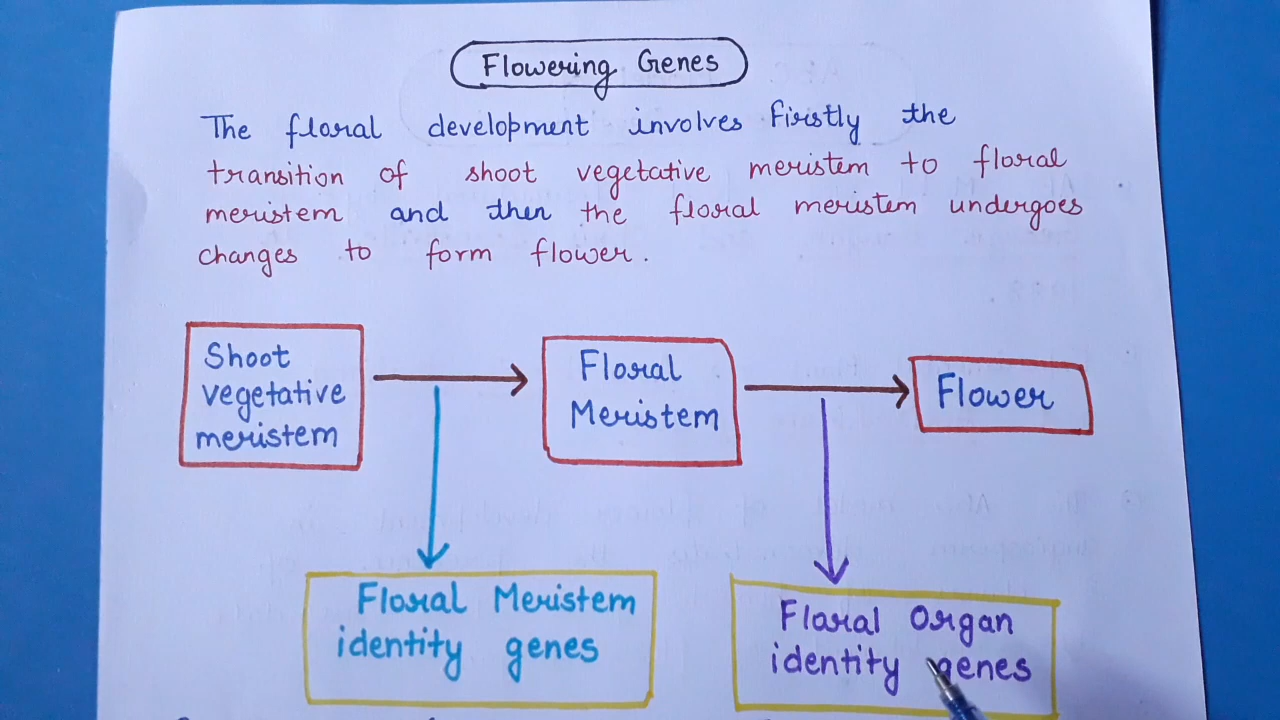 Flowering Genes
The floral development involves firstly the
transition of shoot vegetative meristem to floral
meristem and then the floral meristem undergoes
changes to form flower.
Shoot
vegetative
meristem
Floral
Meristem
Flower
Floral Meristem
identity genes
Floral Organ
identity genes